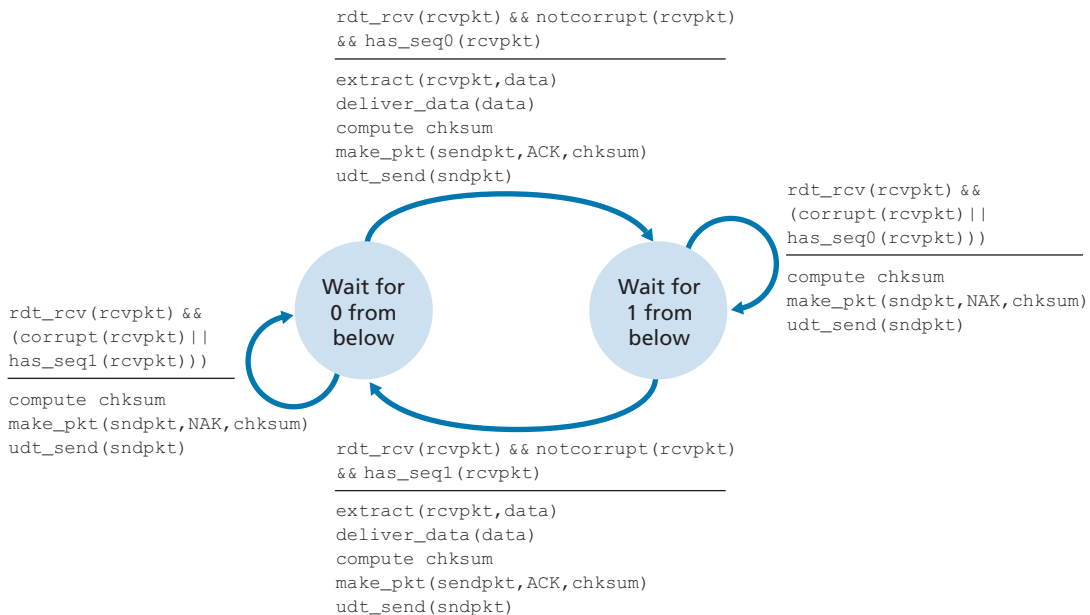 rdt_rcv(rcvpkt) && notcorrupt(rcvpkt)
&& has_seq0(rcvpkt)
extract(rcvpkt,data)
deliver_data(data)
compute chksum
make_pkt(sendpkt,ACK,chksum)
udt_send(sndpkt)
rdt_rcv(rcvpkt) &&
(corrupt(rcvpkt)||
has_seq0(rcvpkt)))
compute chksum
make_pkt(sndpkt,NAK,chksum)
udt_send(sndpkt)
Wait for
0 from
below
Wait for
1 from
below
rdt_rcv(rcvpkt) &&
(corrupt(rcvpkt)||
has_seq1(rcvpkt)))
compute chksum
make_pkt(sndpkt,NAK,chksum)
udt_send(sndpkt)
rdt_rcv(rcvpkt) && notcorrupt(rcvpkt)
&& has_seq1(rcvpkt)
extract(rcvpkt,data)
deliver_data(data)
compute chksum
make_pkt(sendpkt,ACK,chksum)
udt_send(sndpkt)